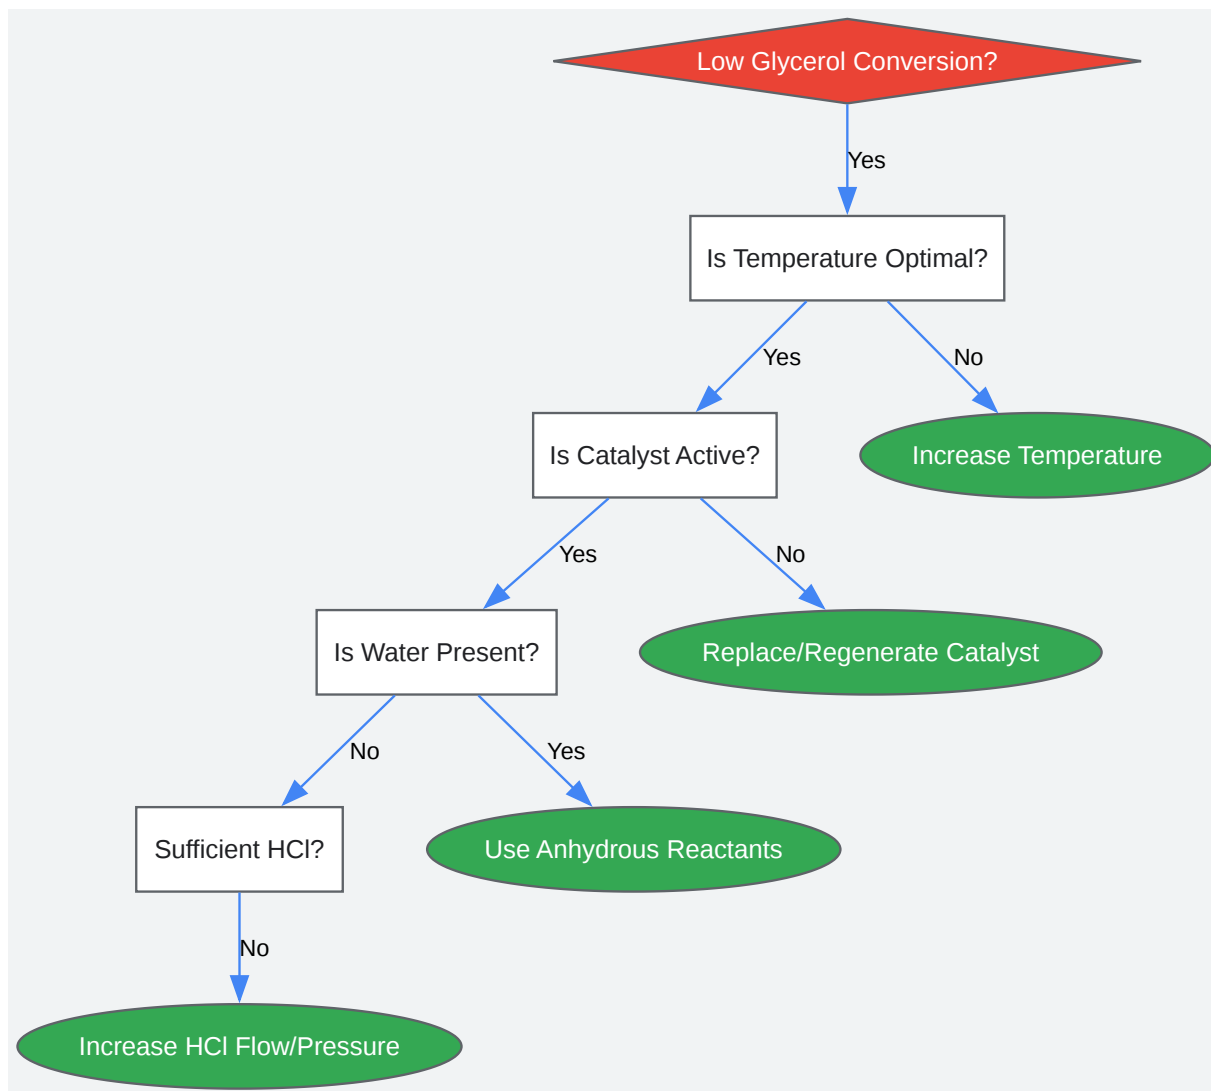 Low Glycerol Conversion?
Yes
Is Temperature Optimal?
Yes
No
Is Catalyst Active?
Increase Temperature
Yes
No
Is Water Present?
Replace/Regenerate Catalyst
No
Yes
Sufficient HCl?
Use Anhydrous Reactants
No
Increase HCl Flow/Pressure